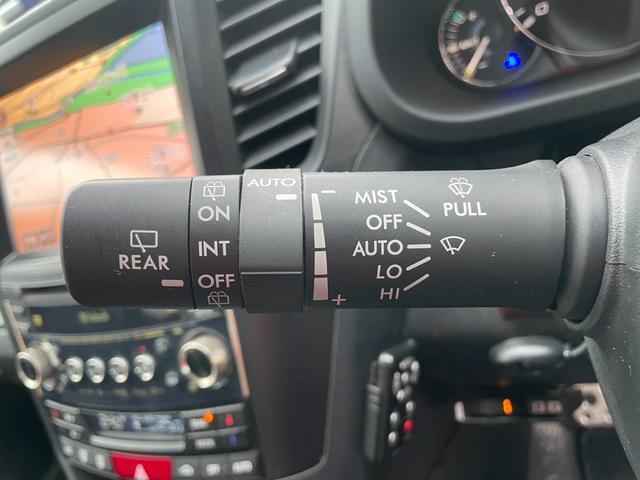 REAR
ON
INT
OFF
AUTO
−
+
MIST
OFF
AUTO
LO
HI
PULL